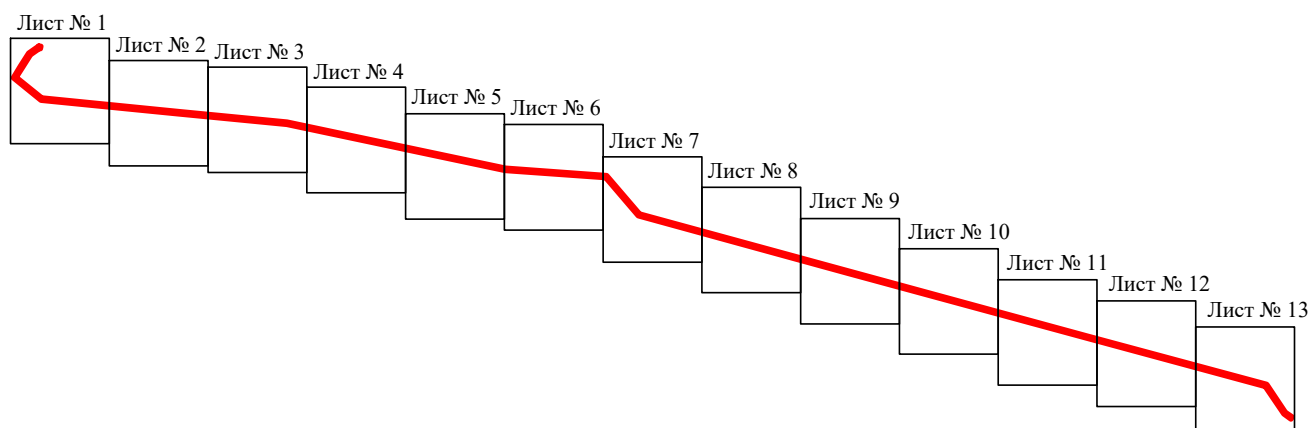 Лист № 1
Лист № 2
Лист № 3
Лист № 4
Лист № 5
Лист № 6
Лист № 7
Лист № 8
Лист № 9
Лист № 10
Лист № 11
Лист № 12
Лист № 13